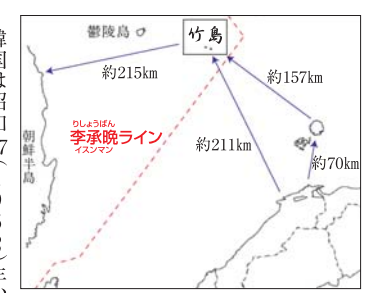 鬱陵島
竹島
約215km
約157km
りしょうばん
李承晩ライン
イスンマン
朝鮮半島
約211km
約70km